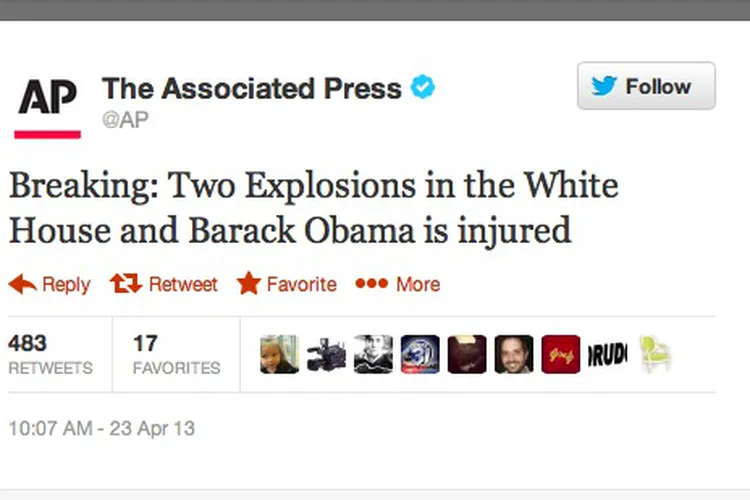 AP
The Associated Press
@AP
Follow
Breaking: Two Explosions in the White
House and Barack Obama is injured
Reply Retweet Favorite More
483
RETWEETS
17
FAVORITES
DRUD
10:07 AM - 23 Apr 13